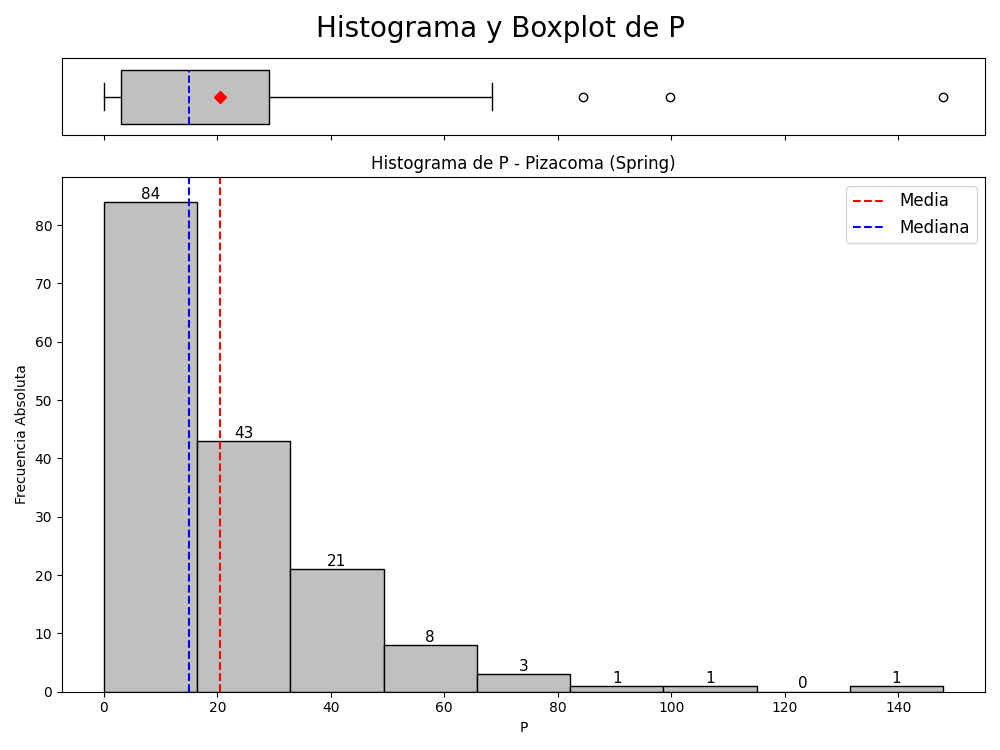 Histograma y Boxplot de P
Histograma de P - Pizacoma (Spring)
84
43
21
8
3
1
1
0
1
Media
Mediana
Frecuencia Absoluta
80
70
60
50
40
30
20
10
0
0 20 40 60 80 100 120 140
P